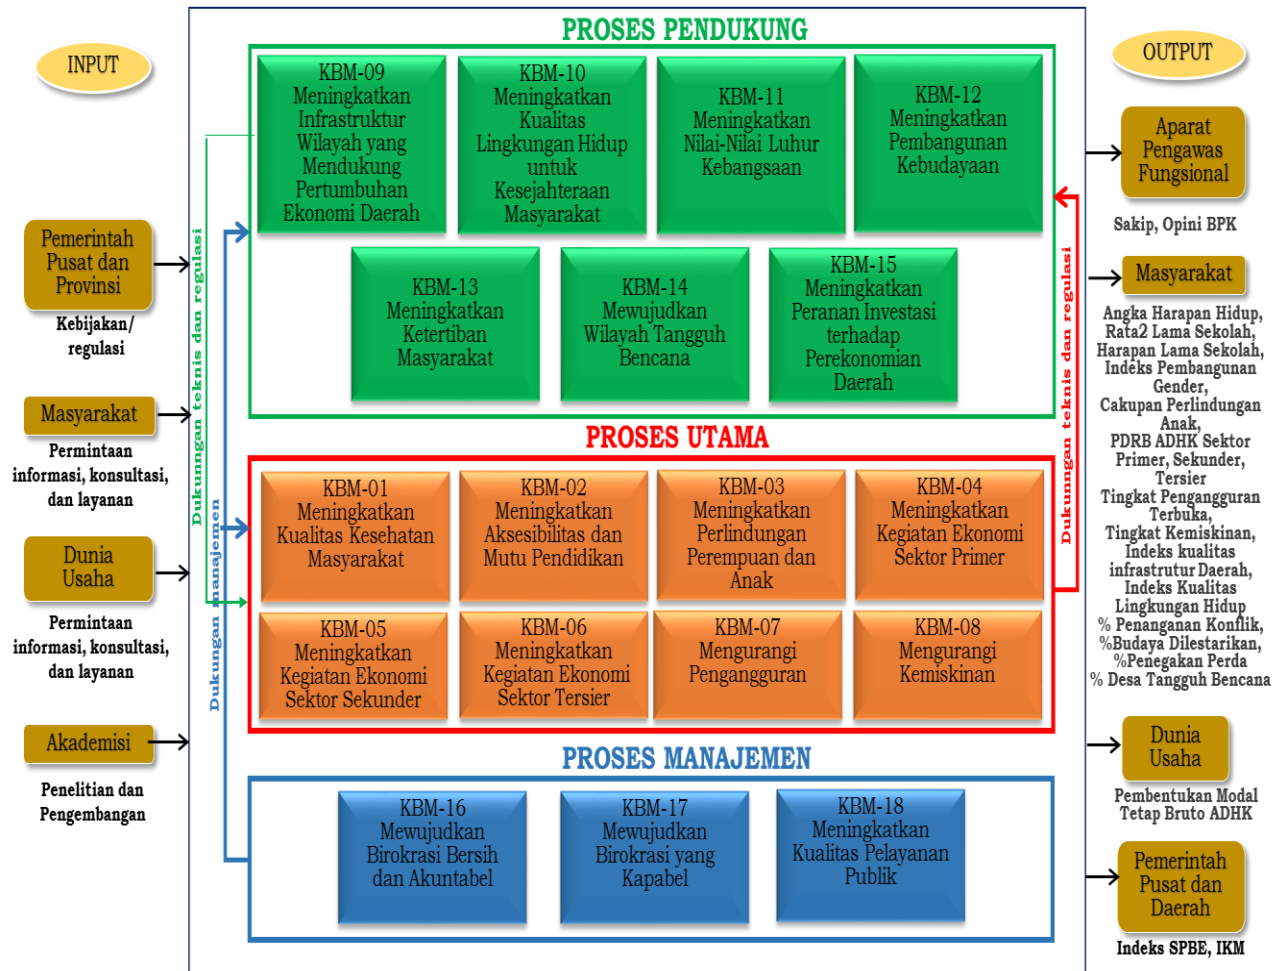 INPUT
Pemerintah
Pusat dan
Provinsi
Kebijakan/
regulasi
Masyarakat
Permintaan
informasi, konsultasi,
dan layanan
Dunia
Usaha
Permintaan
informasi, konsultasi,
dan layanan
Akademisi
Penelitian dan
Pengembangan
Dukunngan teknis dan regulasi
Dukungan manajemen
PROSES PENDUKUNG
KBM-09
Meningkatkan
Infrastruktur
Wilayah yang
Mendukung
Pertumbuhan
Ekonomi Daerah
KBM-10
Meningkatkan
Kualitas
Lingkungan Hidup
untuk
Kesejahteraan
Masyarakat
KBM-11
Meningkatkan
Nilai-Nilai Luhur
Kebangsaan
KBM-12
Meningkatkan
Pembangunan
Kebudayaan
KBM-13
Meningkatkan
Ketertiban
Masyarakat
KBM-14
Mewujudkan
Wilayah Tangguh
Bencana
KBM-15
Meningkatkan
Peranan Investasi
terhadap
Perekonomian
Daerah
PROSES UTAMA
KBM-01
Meningkatkan
Kualitas Kesehatan
Masyarakat
KBM-02
Meningkatkan
Aksesibilitas dan
Mutu Pendidikan
KBM-03
Meningkatkan
Perlindungan
Perempuan dan
Anak
KBM-04
Meningkatkan
Kegiatan Ekonomi
Sektor Primer
KBM-05
Meningkatkan
Kegiatan Ekonomi
Sektor Sekunder
KBM-06
Meningkatkan
Kegiatan Ekonomi
Sektor Tersier
KBM-07
Mengurangi
Pengangguran
KBM-08
Mengurangi
Kemiskinan
PROSES MANAJEMEN
KBM-16
Mewujudkan
Birokrasi Bersih
dan Akuntabel
KBM-17
Mewujudkan
Birokrasi yang
Kapabel
KBM-18
Meningkatkan
Kualitas Pelayanan
Publik
Dukunngan teknis dan regulasi
OUTPUT
Aparat
Pengawas
Fungsional
Sakip, Opini BPK
Masyarakat
Angka Harapan Hidup,
Rata2 Lama Sekolah,
Harapan Lama Sekolah,
Indeks Pembangunan
Gender,
Cakupan Perlindungan
Anak,
PDRB ADHK Sektor
Primer, Sekunder,
Tersier
Tingkat Pengangguran
Terbuka,
Tingkat Kemiskinan,
Indeks kualitas
infrastrutur Daerah,
Indeks Kualitas
Lingkungan Hidup
% Penanganan Konflik,
%Budaya Dilestarikan,
%Penegakan Perda
% Desa Tangguh Bencana
Dunia
Usaha
Pembentukan Modal
Tetap Bruto ADHK
Pemerintah
Pusat dan
Daerah
Indeks SPBE, IKM